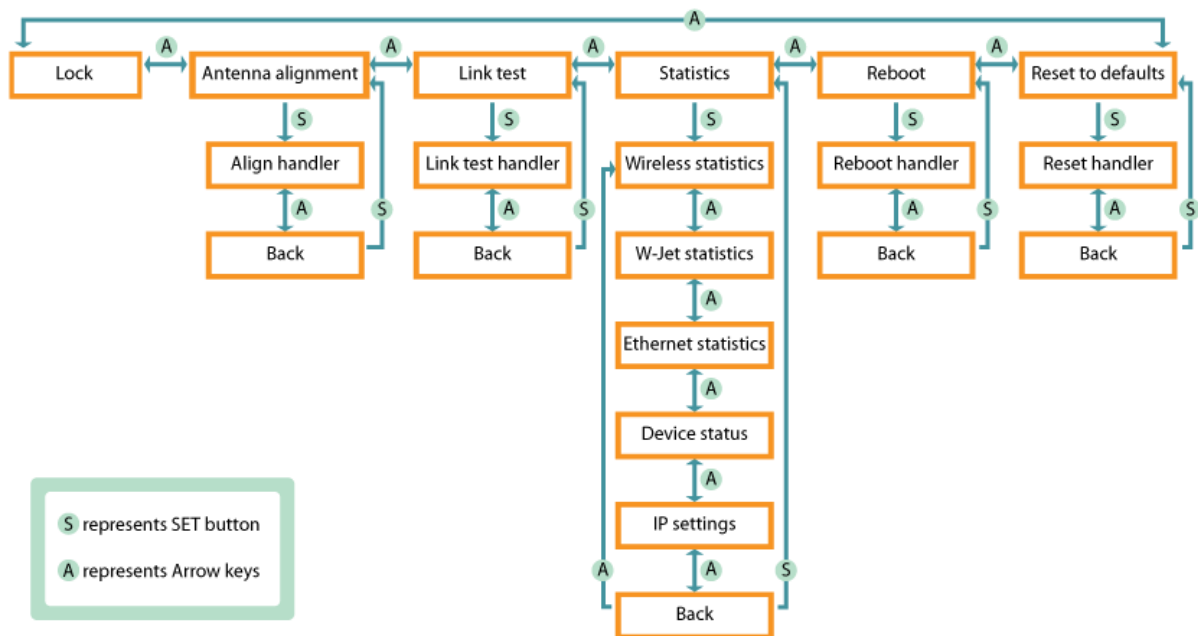 A
Lock
A
Antenna alignment
A
Link test
A
Statistics
A
Reboot
A
Reset to defaults
S
S
S
S
S
Align handler
Link test handler
Wireless statistics
Reboot handler
Reset handler
A
S
A
S
A
A
S
A
S
Back
Back
W-Jet statistics
Back
Back
A
Ethernet statistics
A
Device status
A
IP settings
A
A
S
Back
S represents SET button
A represents Arrow keys